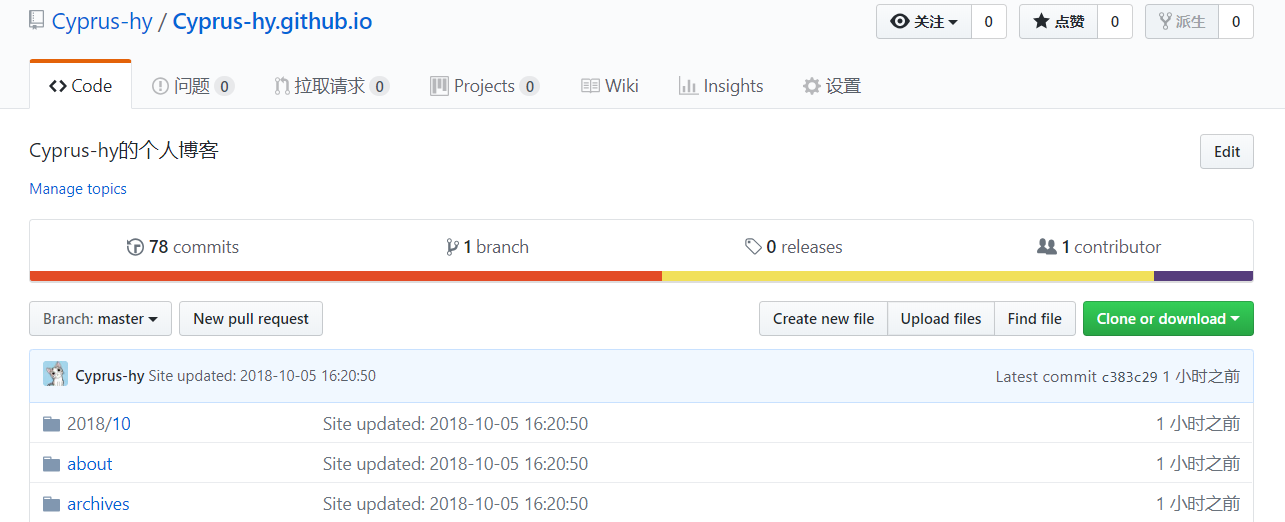 Cyprus-hy / Cyprus-hy.github.io 关注 0 点赞 0 派生 0
Code 问题 0 拉取请求 0 Projects 0 Wiki Insights 设置
Cyprus-hy的个人博客 Edit
Manage topics
78 commits 1 branch 0 releases 1 contributor
Branch: master New pull request Create new file Upload files Find file Clone or download
Cyprus-hy Site updated: 2018-10-05 16:20:50 Latest commit c383c29 1 小时之前
2018/10 Site updated: 2018-10-05 16:20:50 1 小时之前
about Site updated: 2018-10-05 16:20:50 1 小时之前
archives Site updated: 2018-10-05 16:20:50 1 小时之前